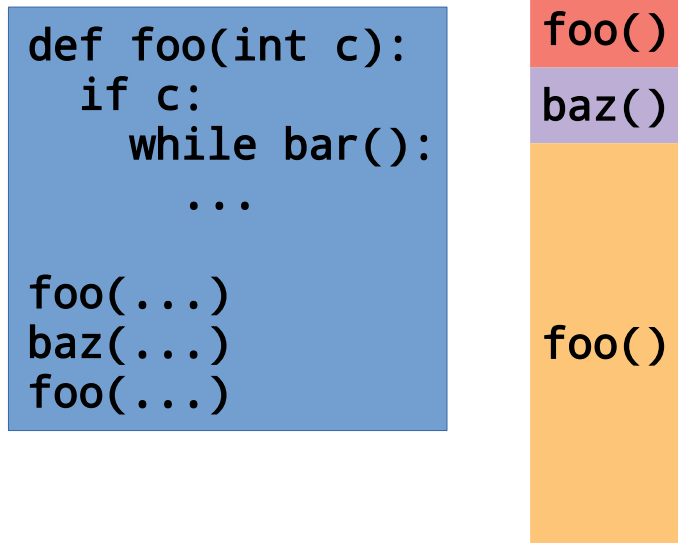 def foo(int c):
  if c:
    while bar():
      ...
foo(...)
baz(...)
foo(...)
foo()
baz()
foo()